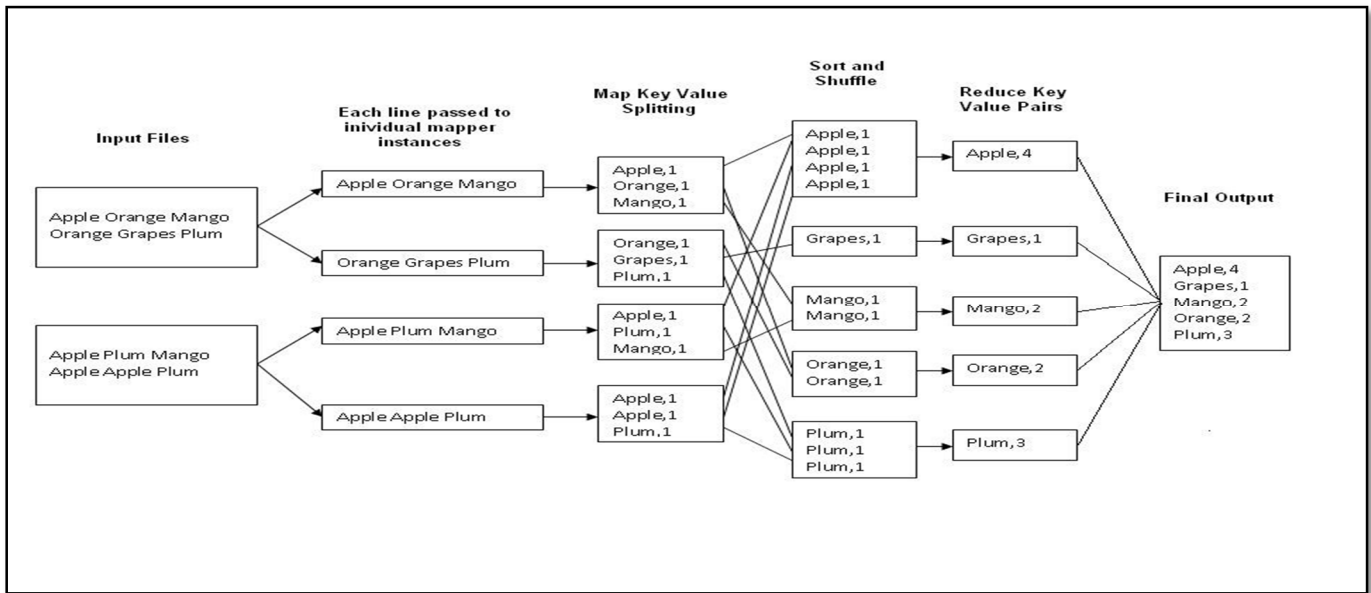 Input Files
Apple Orange Mango
Orange Grapes Plum
Apple Plum Mango
Apple Apple Plum
Each line passed to
inividual mapper
instances
Apple Orange Mango
Orange Grapes Plum
Apple Plum Mango
Apple Apple Plum
Map Key Value
Splitting
Apple,1
Orange,1
Mango,1
Orange,1
Grapes,1
Plum,1
Apple,1
Plum,1
Mango,1
Apple,1
Apple,1
Plum,1
Sort and
Shuffle
Apple,1
Apple,1
Apple,1
Apple,1
Grapes,1
Mango,1
Mango,1
Orange,1
Orange,1
Plum,1
Plum,1
Plum,1
Reduce Key
Value Pairs
Apple,4
Grapes,1
Mango,2
Orange,2
Plum,3
Final Output
Apple,4
Grapes,1
Mango,2
Orange,2
Plum,3